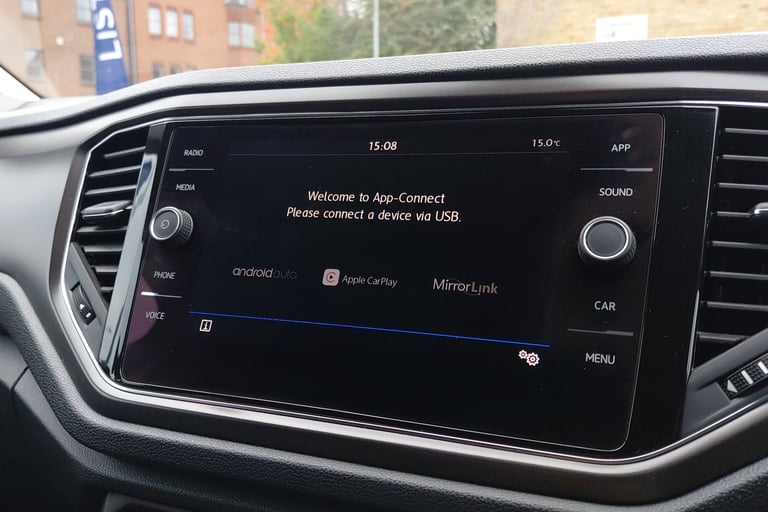 LISI
RADIO
MEDIA
PHONE
VOICE
15:08
15.0°C
Welcome to App-Connect
Please connect a device via USB.
androidauto
Apple CarPlay
MirrorLink
i
APP
SOUND
CAR
MENU